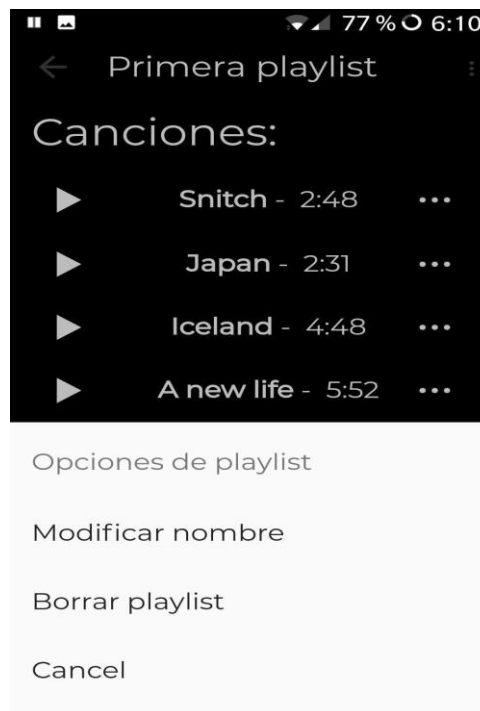 77 % 6:10
Primera playlist
Canciones:
Snitch - 2:48
Japan - 2:31
Iceland - 4:48
A new life - 5:52
Opciones de playlist
Modificar nombre
Borrar playlist
Cancel